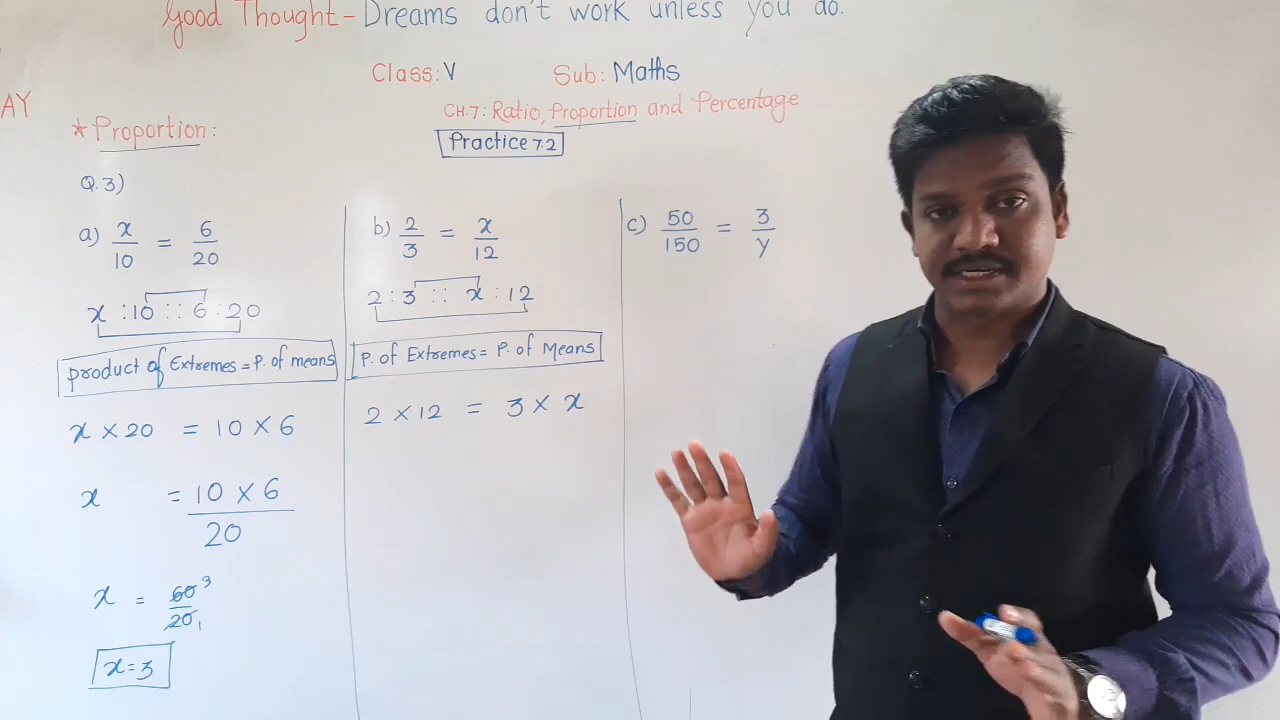 Good Thought - Dreams don't work unless you do.
Class: V Sub: Maths
AY
CH.7: Ratio, Proportion and Percentage
*Proportion:
Practice 7.2
Q.3)
a) x/10 = 6/20
x : 10 :: 6 : 20
product of Extremes = P. of means
x × 20 = 10 × 6
x = 10 × 6 / 20
x = 60 3 / 20 1
x = 3
b) 2/3 = x/12
2 : 3 :: x : 12
P. of Extremes = P. of Means
2 × 12 = 3 × x
c) 50/150 = 3/y